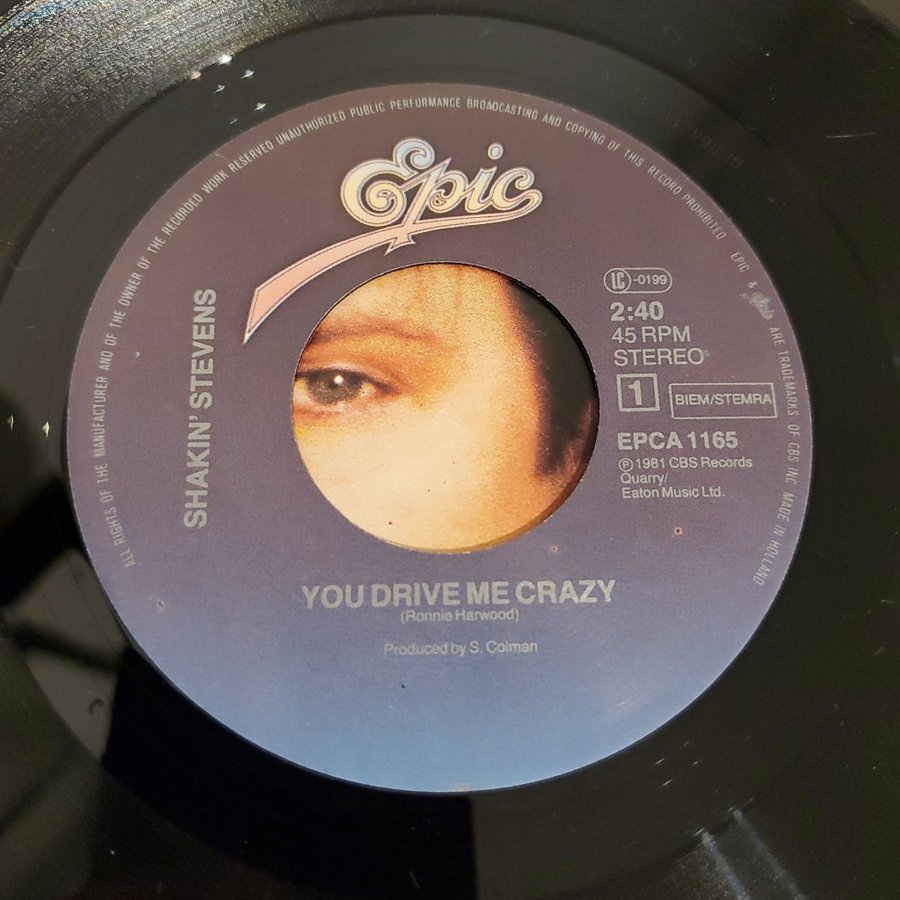 ALL RIGHTS OF THE MANUFACTURER AND OF THE OWNER OF THE RECORDED WORK RESERVED UNAUTHORIZED PUBLIC PERFORMANCE BROADCASTING AND COPYING OF THIS RECORD PROHIBITED EPIC & Epic ARE TRADEMARKS OF CBS INC MADE IN HOLLAND
Epic
SHAKIN' STEVENS
LC-0199
2:40
45 RPM
STEREO
1
BIEM/STEMRA
EPCA 1165
℗ 1981 CBS Records
Quarry/
Eaton Music Ltd.
YOU DRIVE ME CRAZY
(Ronnie Harwood)
Produced by S. Colman